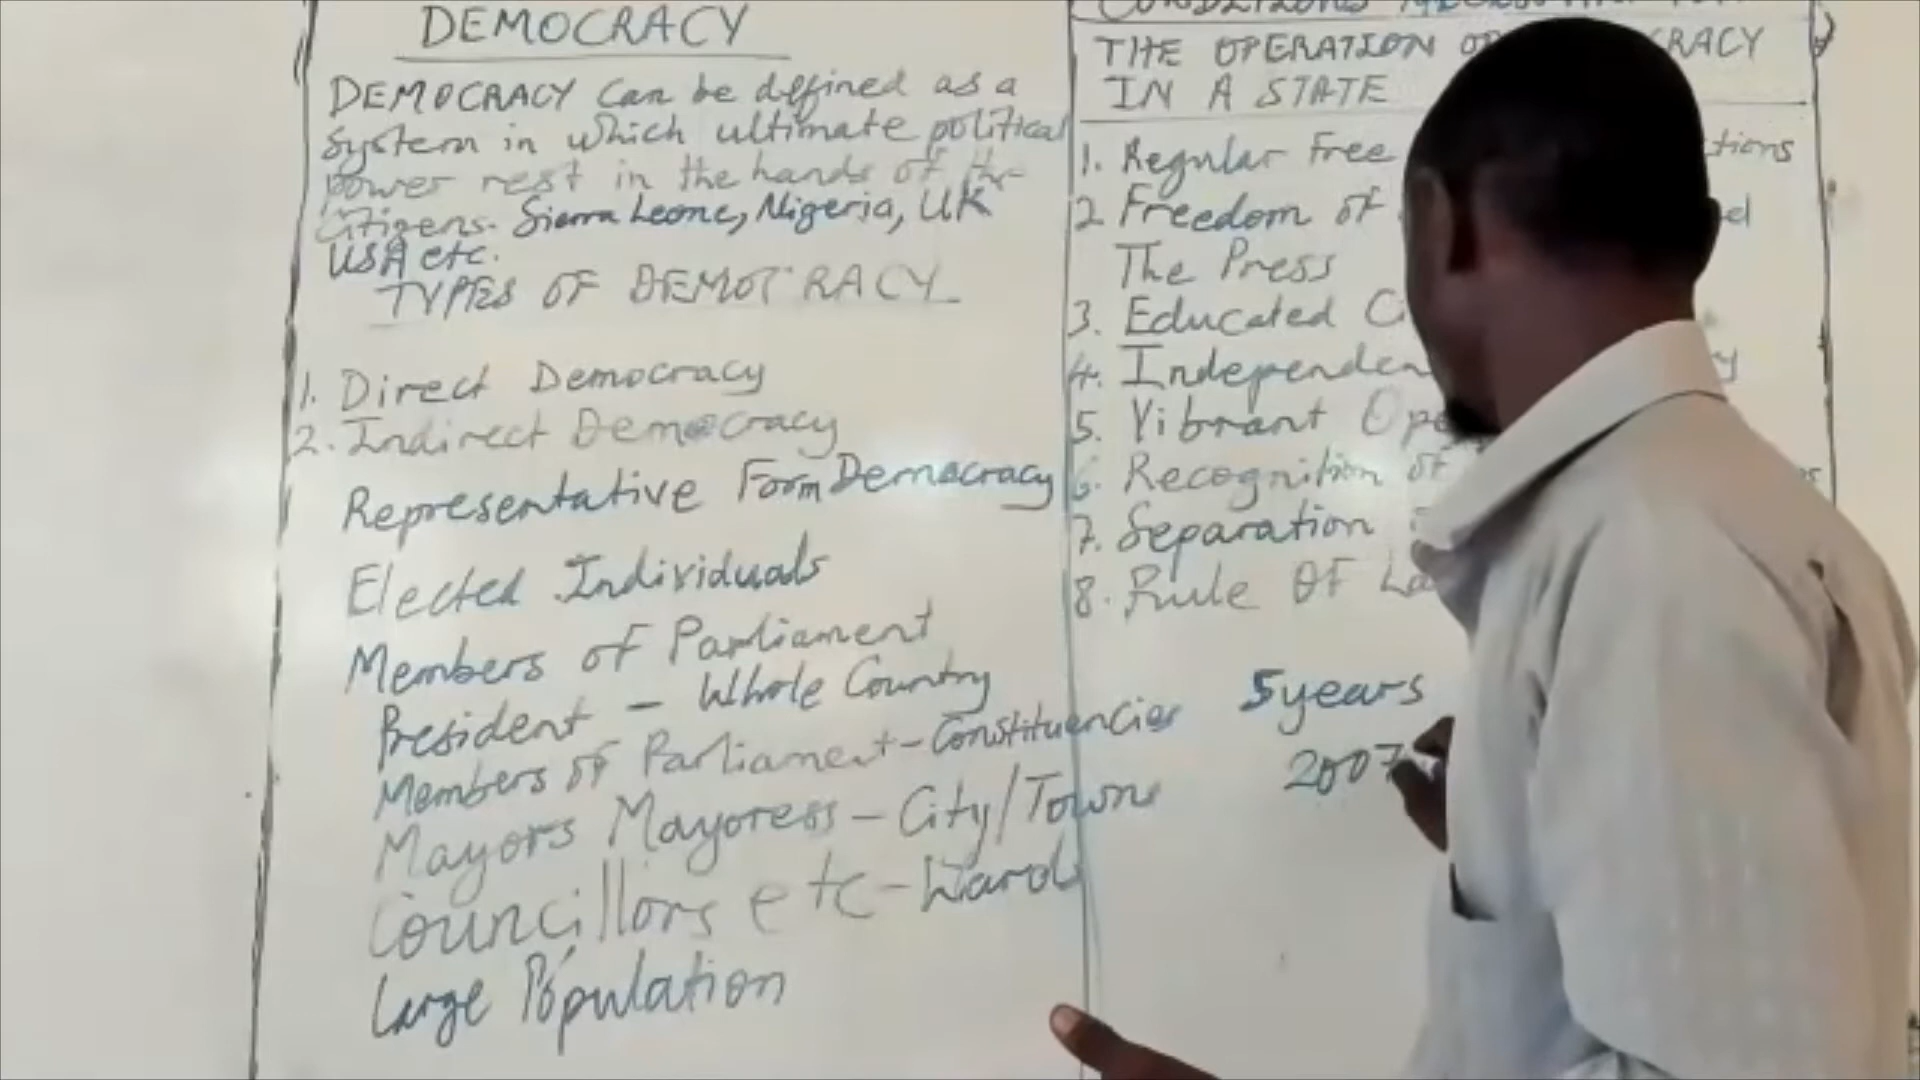 DEMOCRACY
DEMOCRACY can be defined as a
system in which ultimate political
power rest in the hands of the
citizens. Sierra Leone, Nigeria, UK
USA etc.
TYPES OF DEMOCRACY
1. Direct Democracy
2. Indirect Democracy
Representative Form Democracy
Elected Individuals
Members of Parliament
President - Whole Country
Members of Parliament - Constituencies
Mayors Mayoress - City/Towns
Councillors etc - Wards
Large Population
THE OPERATION
IN A STATE
1. Regular Free
2 Freedom of
The Press
3. Educated
4.
5. Vibrant
6. Recognition of
7. Separation
8. Rule OF
5 years
2007